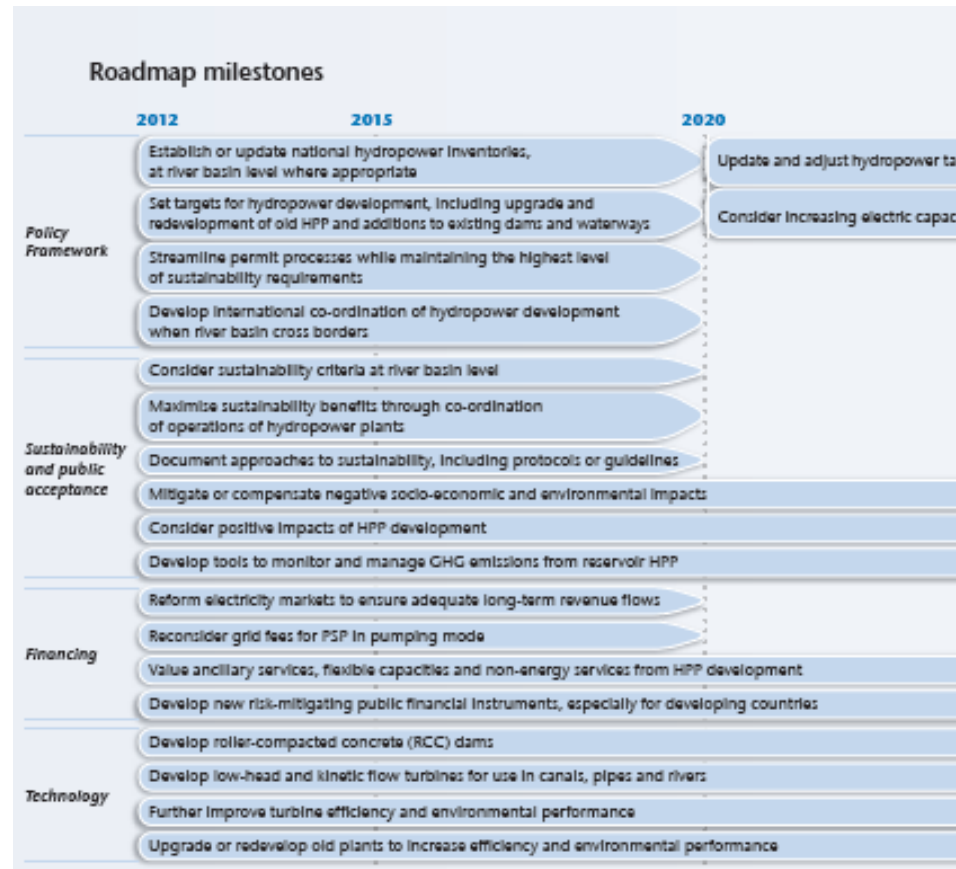 Roadmap milestones
2012 2015 2020
Policy
Framework
Establish or update national hydropower inventories,
at river basin level where appropriate
Update and adjust hydropower ta
Set targets for hydropower development, including upgrade and
redevelopment of old HPP and additions to existing dams and waterways
Consider increasing electric capac
Streamline permit processes while maintaining the highest level
of sustainability requirements
Develop international co-ordination of hydropower development
when river basin cross borders
Sustainability
and public
acceptance
Consider sustainability criteria at river basin level
Maximise sustainability benefits through co-ordination
of operations of hydropower plants
Document approaches to sustainability, including protocols or guidelines
Mitigate or compensate negative socio-economic and environmental impacts
Consider positive impacts of HPP development
Develop tools to monitor and manage GHG emissions from reservoir HPP
Financing
Reform electricity markets to ensure adequate long-term revenue flows
Reconsider grid fees for PSP in pumping mode
Value ancillary services, flexible capacities and non-energy services from HPP development
Develop new risk-mitigating public financial instruments, especially for developing countries
Technology
Develop roller-compacted concrete (RCC) dams
Develop low-head and kinetic flow turbines for use in canals, pipes and rivers
Further improve turbine efficiency and environmental performance
Upgrade or redevelop old plants to increase efficiency and environmental performance